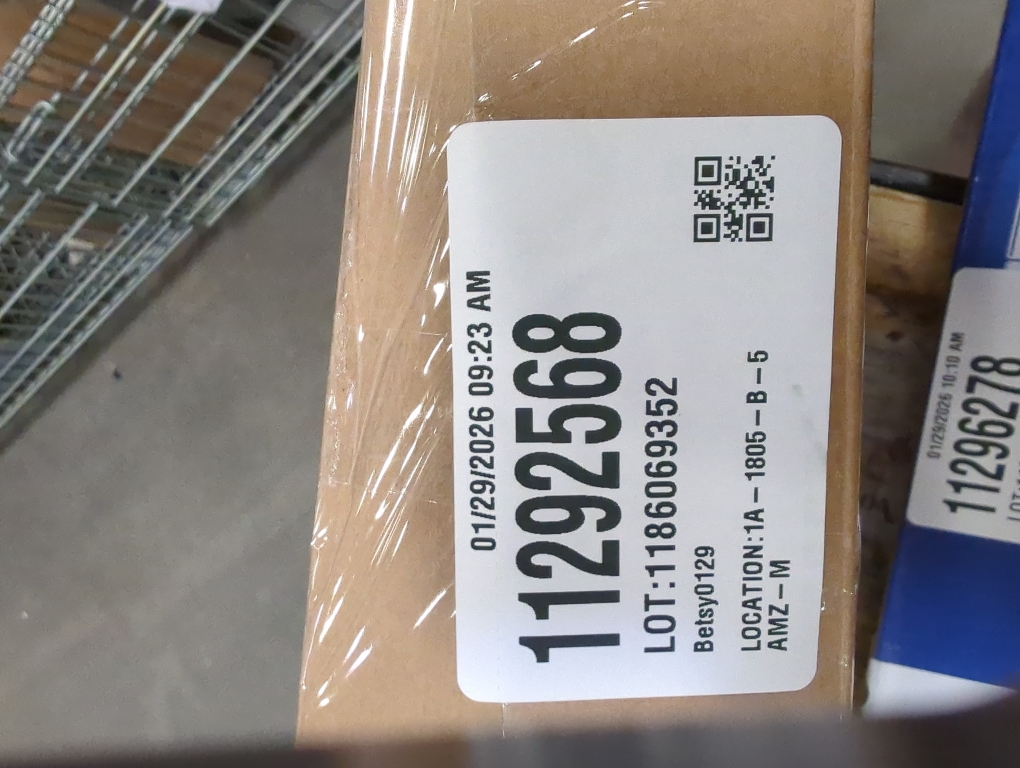 01/29/2026 09:23 AM
11292568
LOT:1186069352
Betsy0129
LOCATION:1A-1805-B-5
AMZ-M
01/29/2026 10:10 AM
11296278